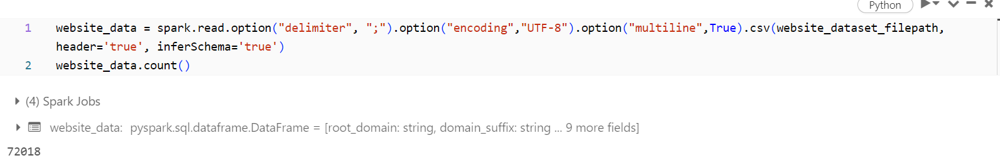 Python
1 website_data = spark.read.option("delimiter", ";").option("encoding","UTF-8").option("multiline",True).csv(website_dataset_filepath,
header='true', inferSchema='true')
2 website_data.count()
(4) Spark Jobs
website_data: pyspark.sql.dataframe.DataFrame = [root_domain: string, domain_suffix: string ... 9 more fields]
72018